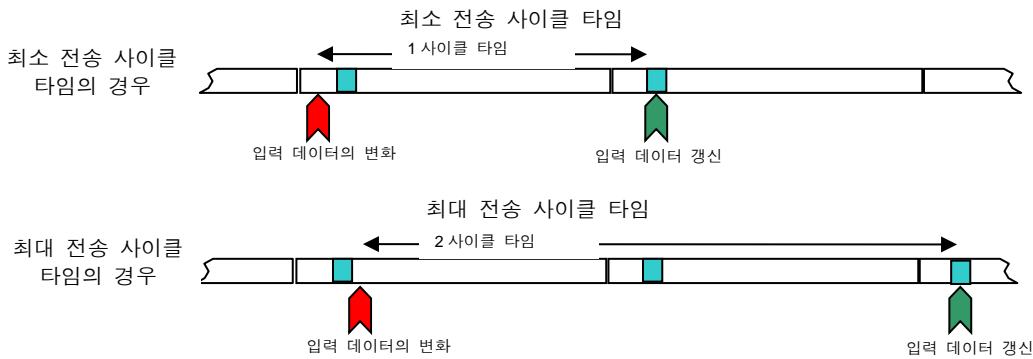 최소 전송 사이클 타임
1 사이클 타임
최소 전송 사이클
타임의 경우
입력 데이터의 변화
입력 데이터 갱신
최대 전송 사이클 타임
2 사이클 타임
최대 전송 사이클
타임의 경우
입력 데이터의 변화
입력 데이터 갱신